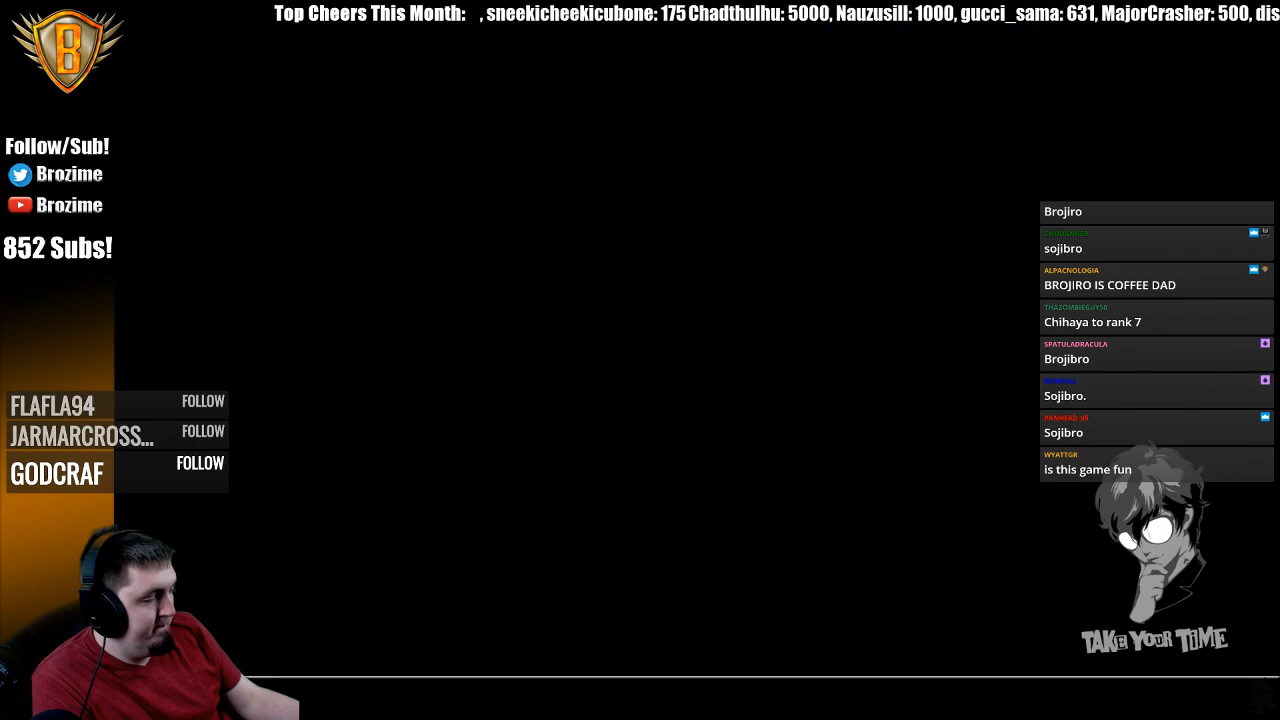 Top Cheers This Month: , sneekicheekicubone: 175 Chadthulhu: 5000, Nauzusill: 1000, gucci_sama: 631, MajorCrasher: 500, dis
B
Follow/Sub!
Brozime
Brozime
852 Subs!
Brojiro
CHODANGER
sojibro
ALPACNOLOGIA
BROJIRO IS COFFEE DAD
THAZOMBIEGUY50
Chihaya to rank 7
SPATULADRACULA
Brojibro
Sojibro.
Sojibro
WYATTGR
is this game fun
FLAFLA94 FOLLOW
JARMARCROSS... FOLLOW
GODCRAF FOLLOW
TAKE YOUR TIME